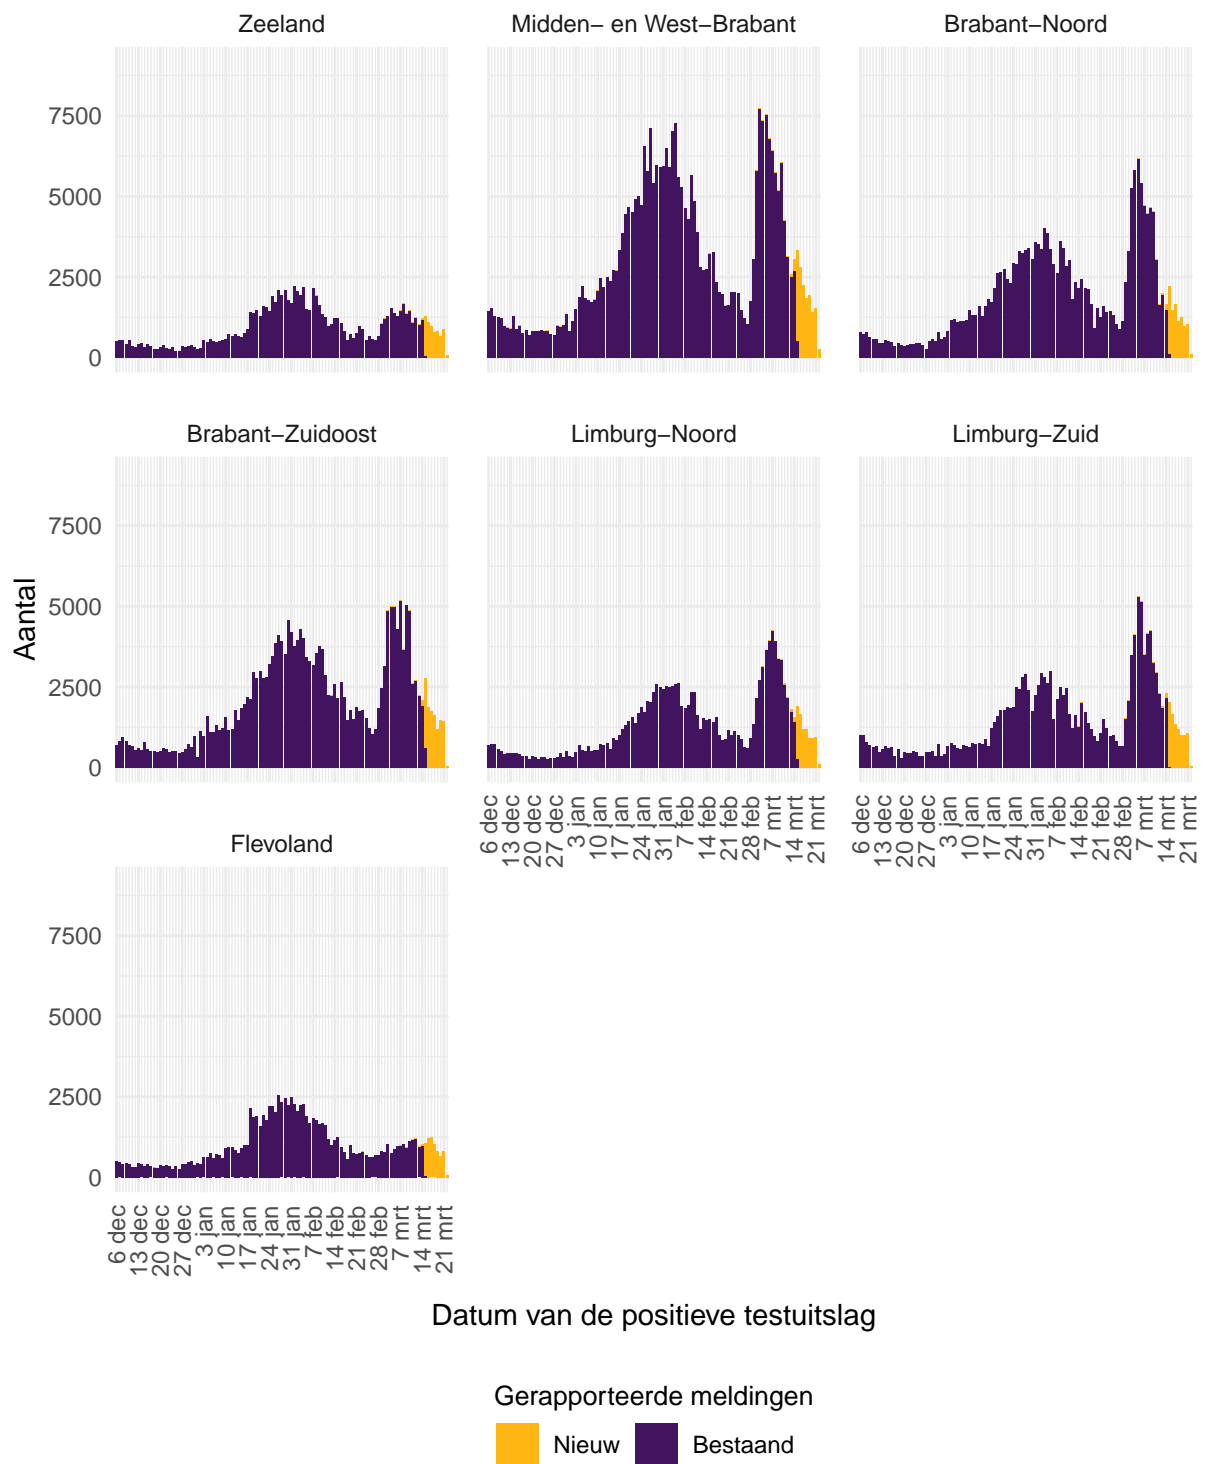 Zeeland
Midden– en West–Brabant
Brabant–Noord
7500
5000
2500
0
Brabant–Zuidoost
Limburg–Noord
Limburg–Zuid
7500
5000
2500
0
Aantal
6 dec
13 dec
20 dec
27 dec
3 jan
10 jan
17 jan
24 jan
31 jan
7 feb
14 feb
21 feb
28 feb
7 mrt
14 mrt
21 mrt
6 dec
13 dec
20 dec
27 dec
3 jan
10 jan
17 jan
24 jan
31 jan
7 feb
14 feb
21 feb
28 feb
7 mrt
14 mrt
21 mrt
Flevoland
7500
5000
2500
0
6 dec
13 dec
20 dec
27 dec
3 jan
10 jan
17 jan
24 jan
31 jan
7 feb
14 feb
21 feb
28 feb
7 mrt
14 mrt
21 mrt
Datum van de positieve testuitslag
Gerapporteerde meldingen
Nieuw
Bestaand